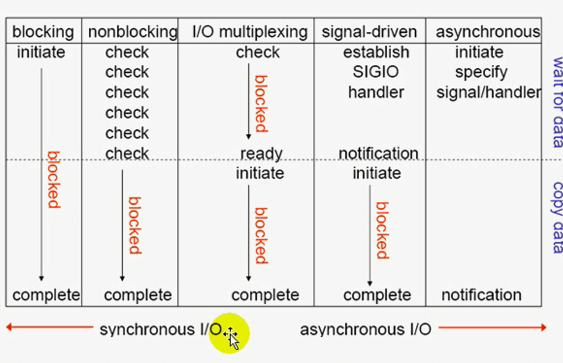 blocking nonblocking I/O multiplexing signal-driven asynchronous
initiate check check establish initiate
check SIGIO specify
check handler signal/handler
check
check
check ready notification
initiate initiate
blocked
blocked
blocked
blocked
blocked
wait for data
copy data
complete complete complete complete notification
synchronous I/O asynchronous I/O